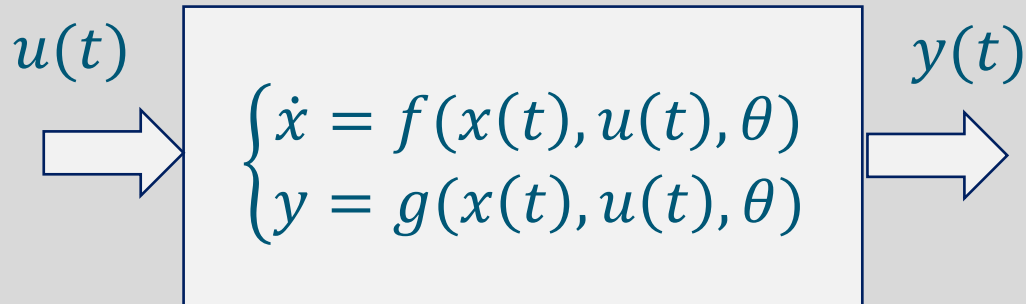 u(t)
y(t)
ẋ = f(x(t), u(t), θ)
y = g(x(t), u(t), θ)